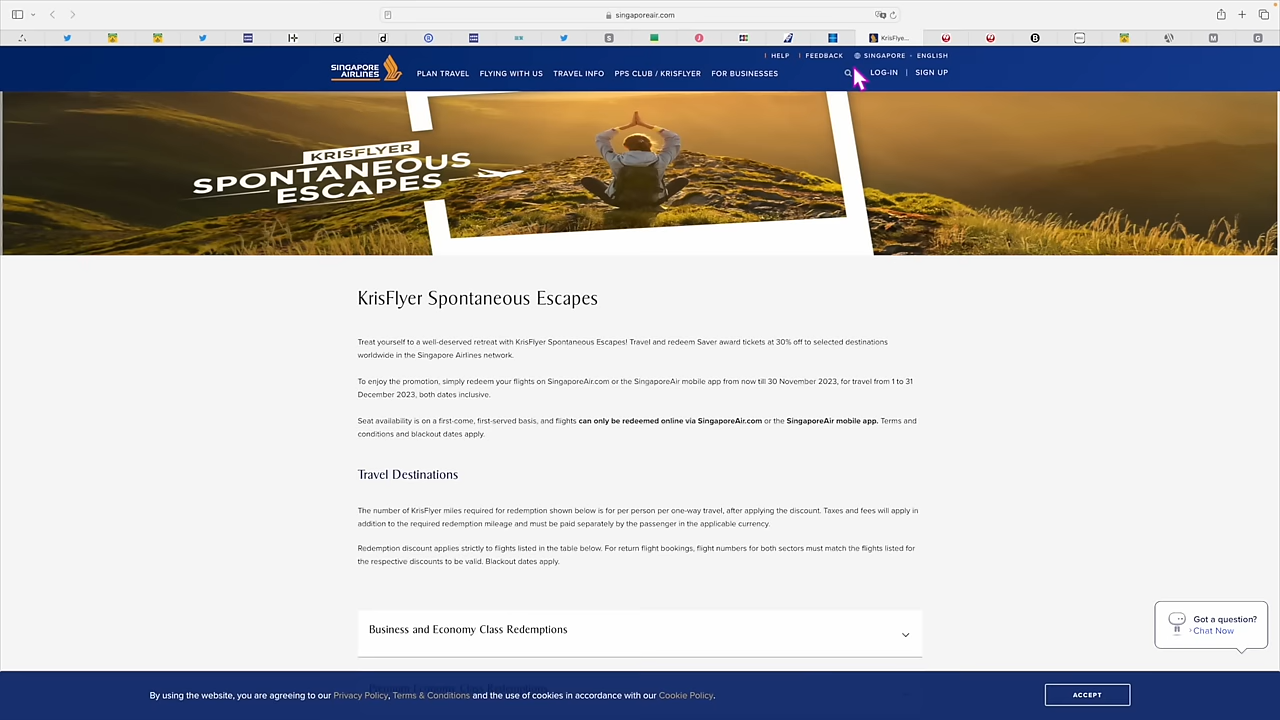 singaporeair.com
KrisFlye...
HELP
FEEDBACK
SINGAPORE - ENGLISH
SINGAPORE
AIRLINES
PLAN TRAVEL
FLYING WITH US
TRAVEL INFO
PPS CLUB / KRISFLYER
FOR BUSINESSES
LOG-IN
SIGN UP
KRISFLYER
SPONTANEOUS
ESCAPES
KrisFlyer Spontaneous Escapes
Treat yourself to a well-deserved retreat with KrisFlyer Spontaneous Escapes! Travel and redeem Saver award tickets at 30% off to selected destinations
worldwide in the Singapore Airlines network.
To enjoy the promotion, simply redeem your flights on SingaporeAir.com or the SingaporeAir mobile app from now till 30 November 2023, for travel from 1 to 31
December 2023, both dates inclusive.
Seat availability is on a first-come, first-served basis, and flights can only be redeemed online via SingaporeAir.com or the SingaporeAir mobile app. Terms and
conditions and blackout dates apply.
Travel Destinations
The number of KrisFlyer miles required for redemption shown below is for per person per one-way travel, after applying the discount. Taxes and fees will apply in
addition to the required redemption mileage and must be paid separately by the passenger in the applicable currency.
Redemption discount applies strictly to flights listed in the table below. For return flight bookings, flight numbers for both sectors must match the flights listed for
the respective discounts to be valid. Blackout dates apply.
Business and Economy Class Redemptions
Got a question?
Chat Now
By using the website, you are agreeing to our Privacy Policy, Terms & Conditions and the use of cookies in accordance with our Cookie Policy.
ACCEPT